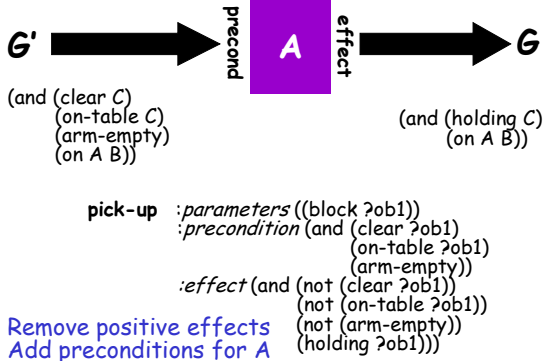 G' precond A effect G
(and (clear C)
(on-table C)
(arm-empty)
(on A B))
(and (holding C)
(on A B))
pick-up :parameters ((block ?ob1))
:precondition (and (clear ?ob1)
(on-table ?ob1)
(arm-empty))
:effect (and (not (clear ?ob1))
(not (on-table ?ob1))
(not (arm-empty))
(holding ?ob1)))
Remove positive effects
Add preconditions for A